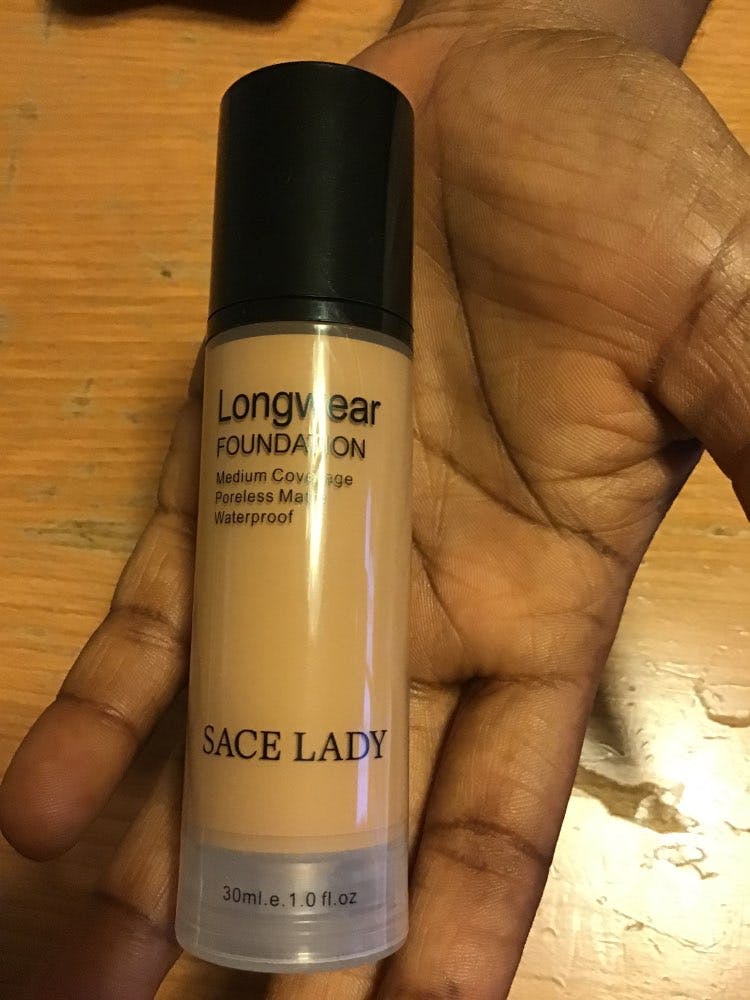 Longwear
FOUNDATION
Medium Coverage
Poreless Matte
Waterproof
SACE LADY
30ml.e.1.0 fl.oz